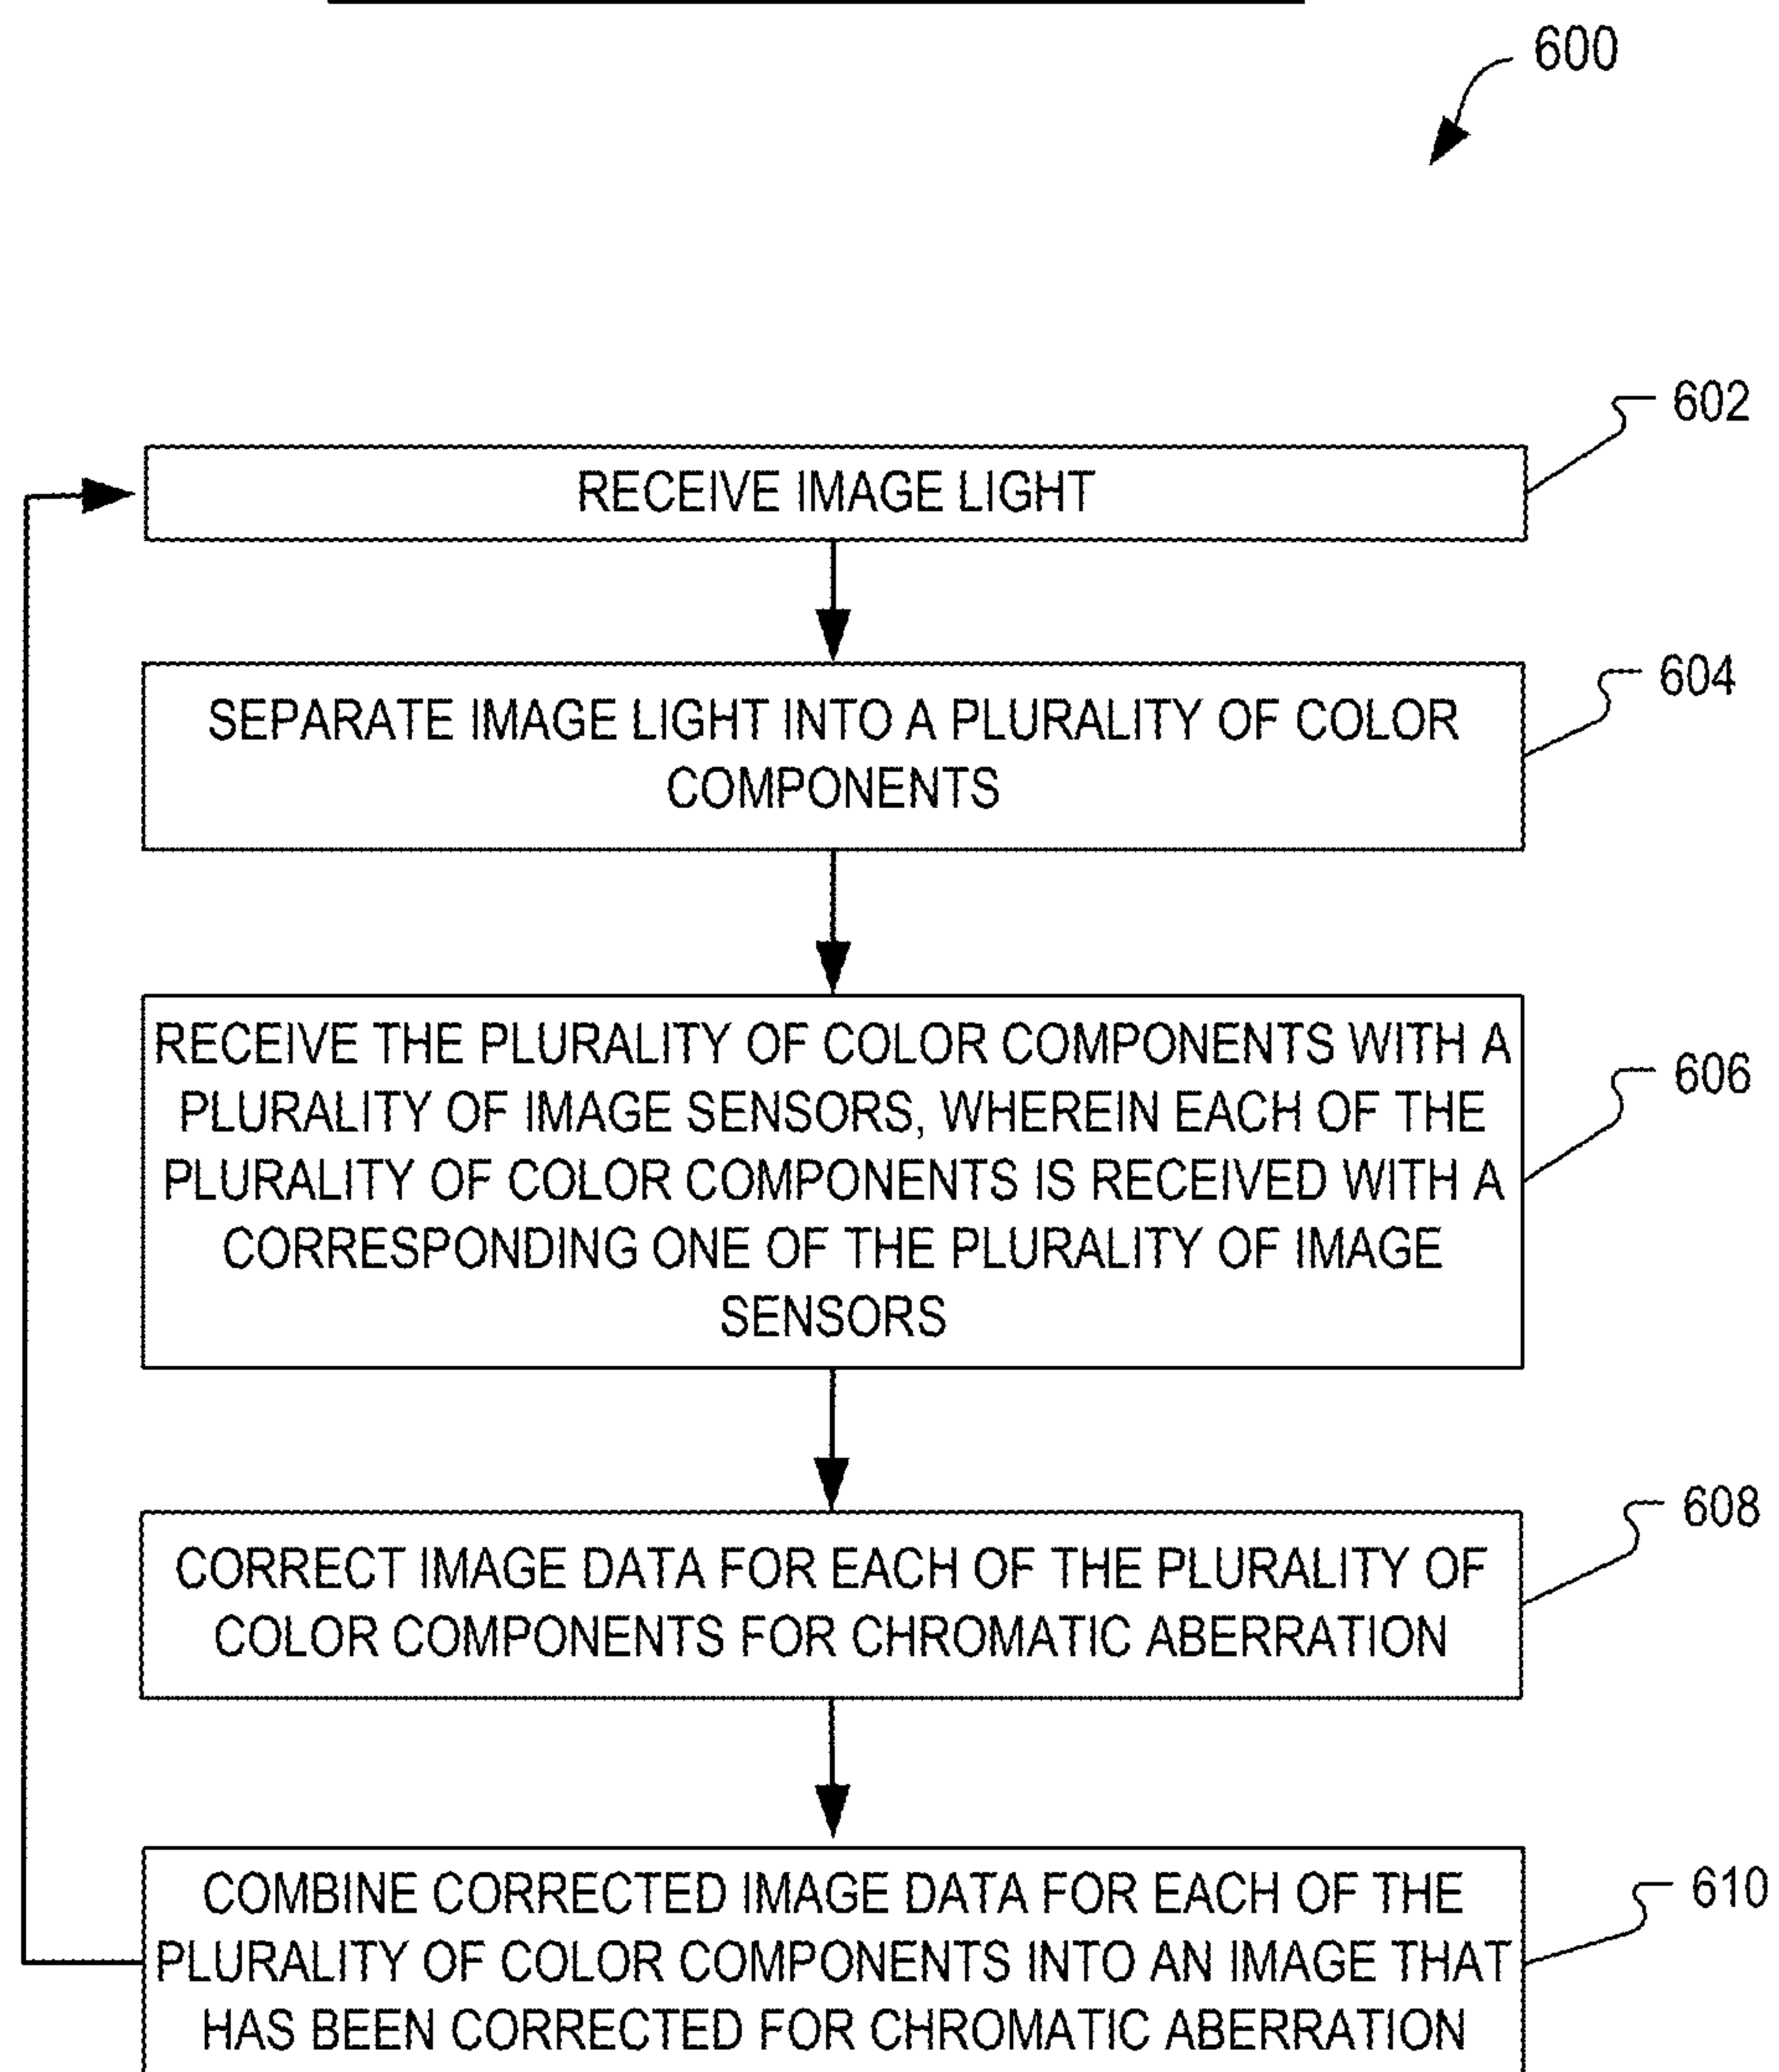 600
602
RECEIVE IMAGE LIGHT
604
SEPARATE IMAGE LIGHT INTO A PLURALITY OF COLOR
COMPONENTS
RECEIVE THE PLURALITY OF COLOR COMPONENTS WITH A
PLURALITY OF IMAGE SENSORS, WHEREIN EACH OF THE
606
PLURALITY OF COLOR COMPONENTS IS RECEIVED WITH A
CORRESPONDING ONE OF THE PLURALITY OF IMAGE
SENSORS
608
CORRECT IMAGE DATA FOR EACH OF THE PLURALITY OF
COLOR COMPONENTS FOR CHROMATIC ABERRATION
610
COMBINE CORRECTED IMAGE DATA FOR EACH OF THE
PLURALITY OF COLOR COMPONENTS INTO AN IMAGE THAT
HAS BEEN CORRECTED FOR CHROMATIC ABERRATION